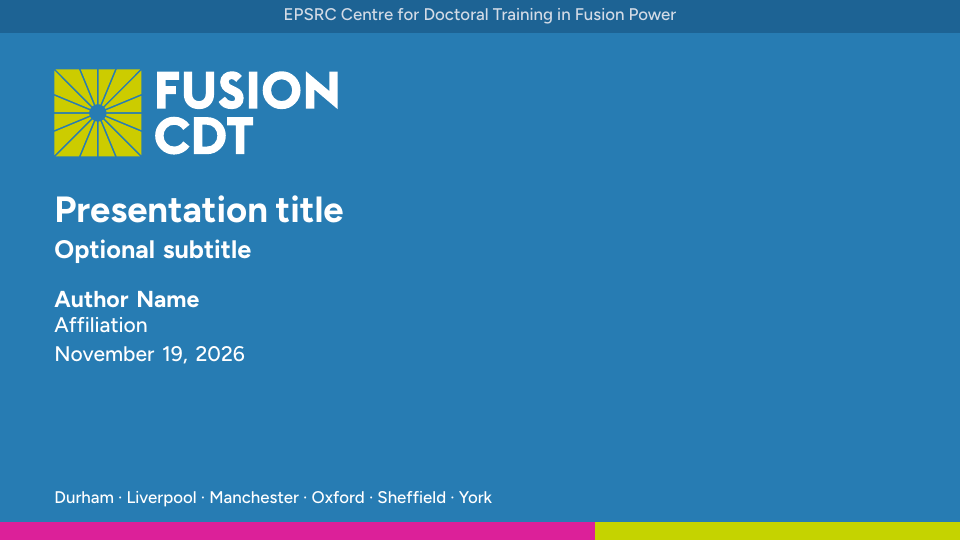 EPSRC Centre for Doctoral Training in Fusion Power
FUSION
CDT
Presentation title
Optional subtitle
Author Name
Affiliation
November 19, 2026
Durham · Liverpool · Manchester · Oxford · Sheffield · York